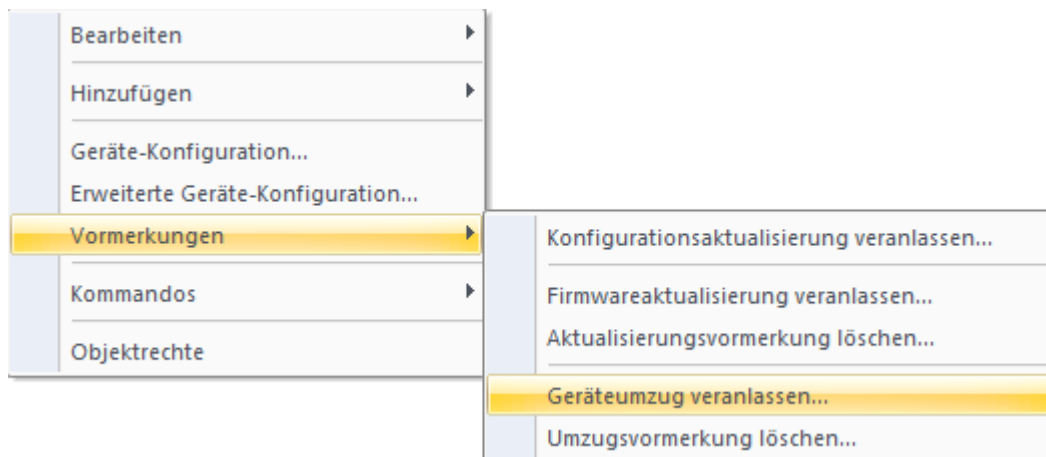 Bearbeiten
Hinzufügen
Geräte-Konfiguration...
Erweiterte Geräte-Konfiguration...
Vormerkungen
Kommandos
Objektrechte
Konfigurationsaktualisierung veranlassen...
Firmwareaktualisierung veranlassen...
Aktualisierungsvormerkung löschen...
Geräteumzug veranlassen...
Umzugsvormerkung löschen...